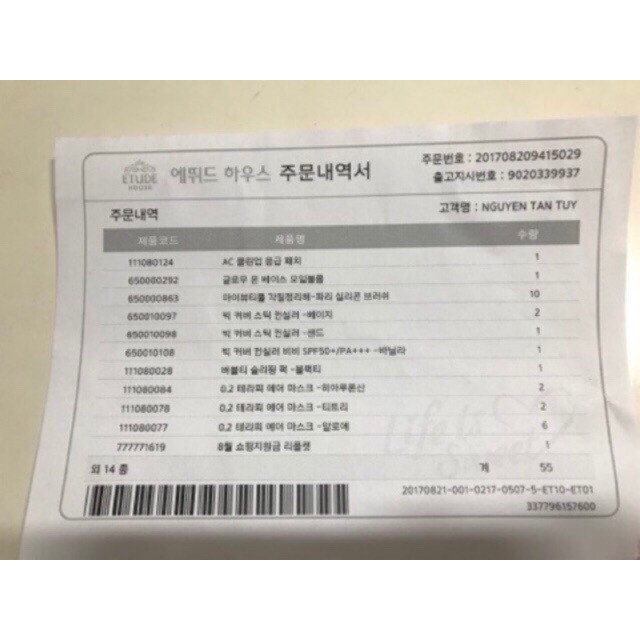 ETUDE
HOUSE
에뛰드 하우스 주문내역서
주문번호 : 201708209415029
출고지시번호 : 9020339937
주문내역
고객명 : NGUYEN TAN TUY
제품코드 제품명 수량
111080124 AC 클린업 응급 패치 1
650000292 글로우 온 베이스 오일볼륨 1
650000863 마이뷰티툴 각질정리해-파리 실리콘 브러쉬 10
650010097 빅 커버 스틱 컨실러 -베이지 2
650010098 빅 커버 스틱 컨실러 -샌드 1
650010108 빅 커버 컨실러 비비 SPF50+/PA+++ -바닐라 1
111080028 버블티 슬리핑 팩 -블랙티 1
111080084 0.2 테라피 에어 마스크 -히아루론산 2
111080078 0.2 테라피 에어 마스크 -티트리 2
111080077 0.2 테라피 에어 마스크 -알로에 6
777771619 8월 쇼핑지원금 리플렛 1
Life is
Sweet
외 14 종 계 55
20170821-001-0217-0507-5-ET10-ET01
337796157600